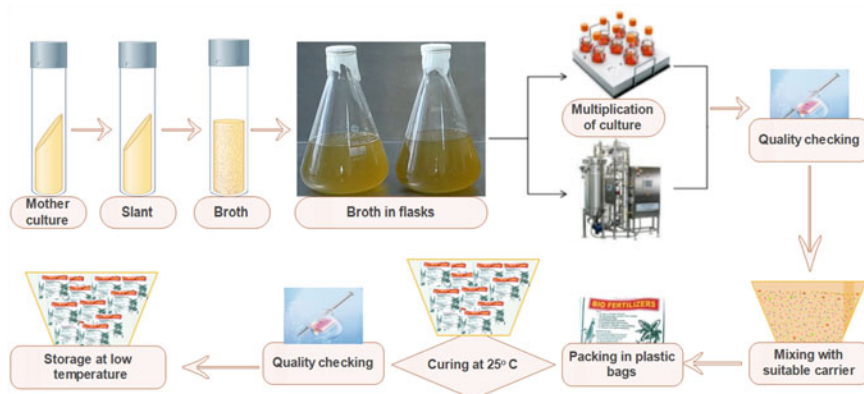 Mother
culture
Slant
Broth
Broth in flasks
Multiplication
of culture
Quality checking
Mixing with
suitable carrier
BIO FERTILIZERS
Packing in plastic
bags
Curing at 25° C
Quality checking
Storage at low
temperature